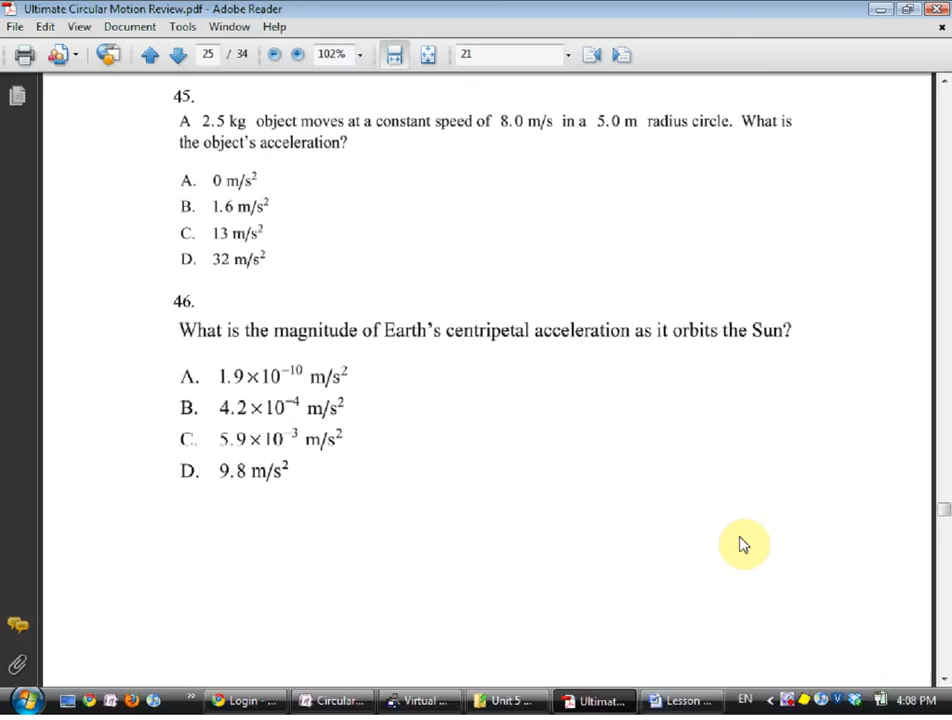 Ultimate Circular Motion Review.pdf - Adobe Reader
File Edit View Document Tools Window Help
25 / 34 102% 21
45.
A 2.5 kg object moves at a constant speed of 8.0 m/s in a 5.0 m radius circle. What is
the object's acceleration?
A. 0 m/s²
B. 1.6 m/s²
C. 13 m/s²
D. 32 m/s²
46.
What is the magnitude of Earth's centripetal acceleration as it orbits the Sun?
A. 1.9×10⁻¹⁰ m/s²
B. 4.2×10⁻⁴ m/s²
C. 5.9×10⁻³ m/s²
D. 9.8 m/s²
Login - ... Circular... Virtual ... Unit 5 ... Ultimat... Lesson ... EN 4:08 PM